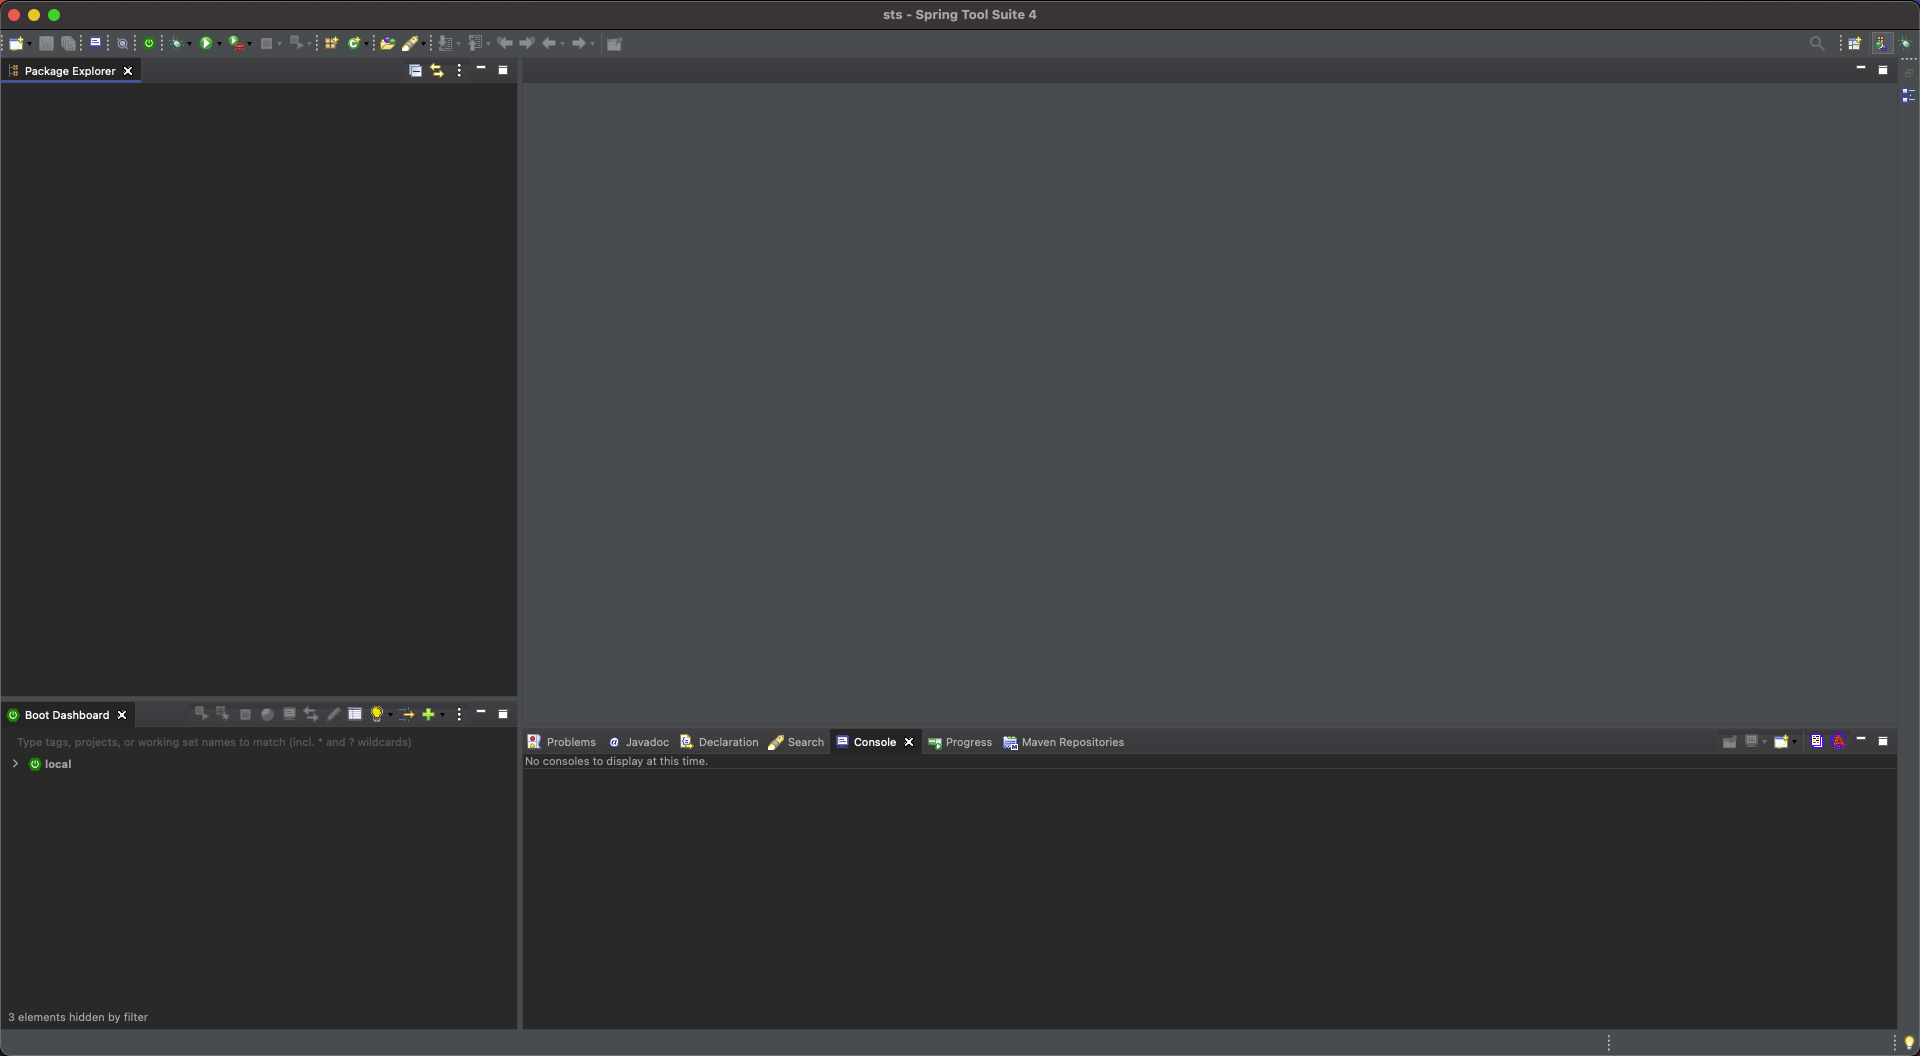 sts - Spring Tool Suite 4
Package Explorer
Boot Dashboard
Type tags, projects, or working set names to match (incl. * and ? wildcards)
local
3 elements hidden by filter
Problems
Javadoc
Declaration
Search
Console
Progress
Maven Repositories
No consoles to display at this time.